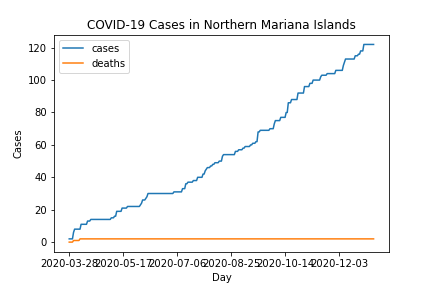 COVID-19 Cases in Northern Mariana Islands
cases
deaths
120
100
80
60
40
20
0
Cases
2020-03-28 2020-05-17 2020-07-06 2020-08-25 2020-10-14 2020-12-03
Day